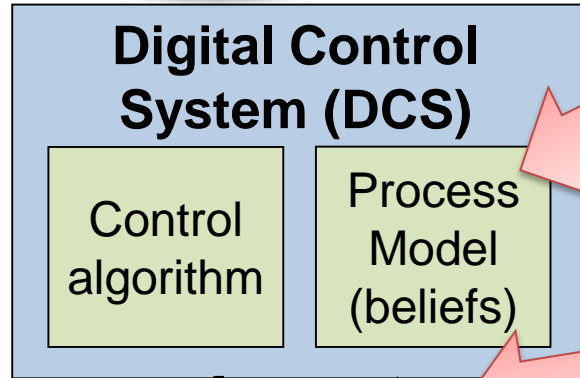 Digital Control
System (DCS)
Control
algorithm
Process
Model
(beliefs)